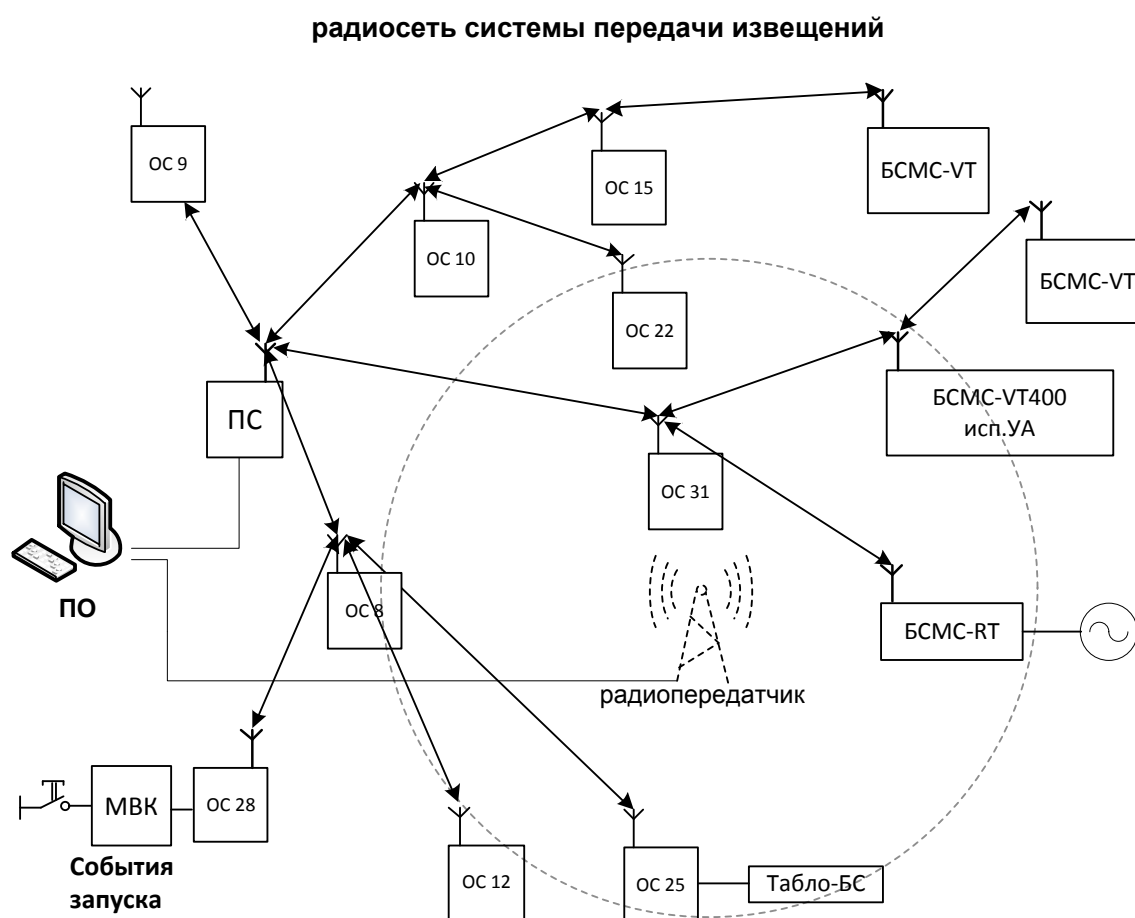 радиосеть системы передачи извещений
ОС 9
ОС 15
БСМС-VT
ОС 10
БСМС-VT
ОС 22
ПС
БСМС-VT400
исп.УА
ОС 31
ПО
ОС 8
БСМС-RT
радиопередатчик
МВК
ОС 28
События
запуска
ОС 12
ОС 25
Табло-БС